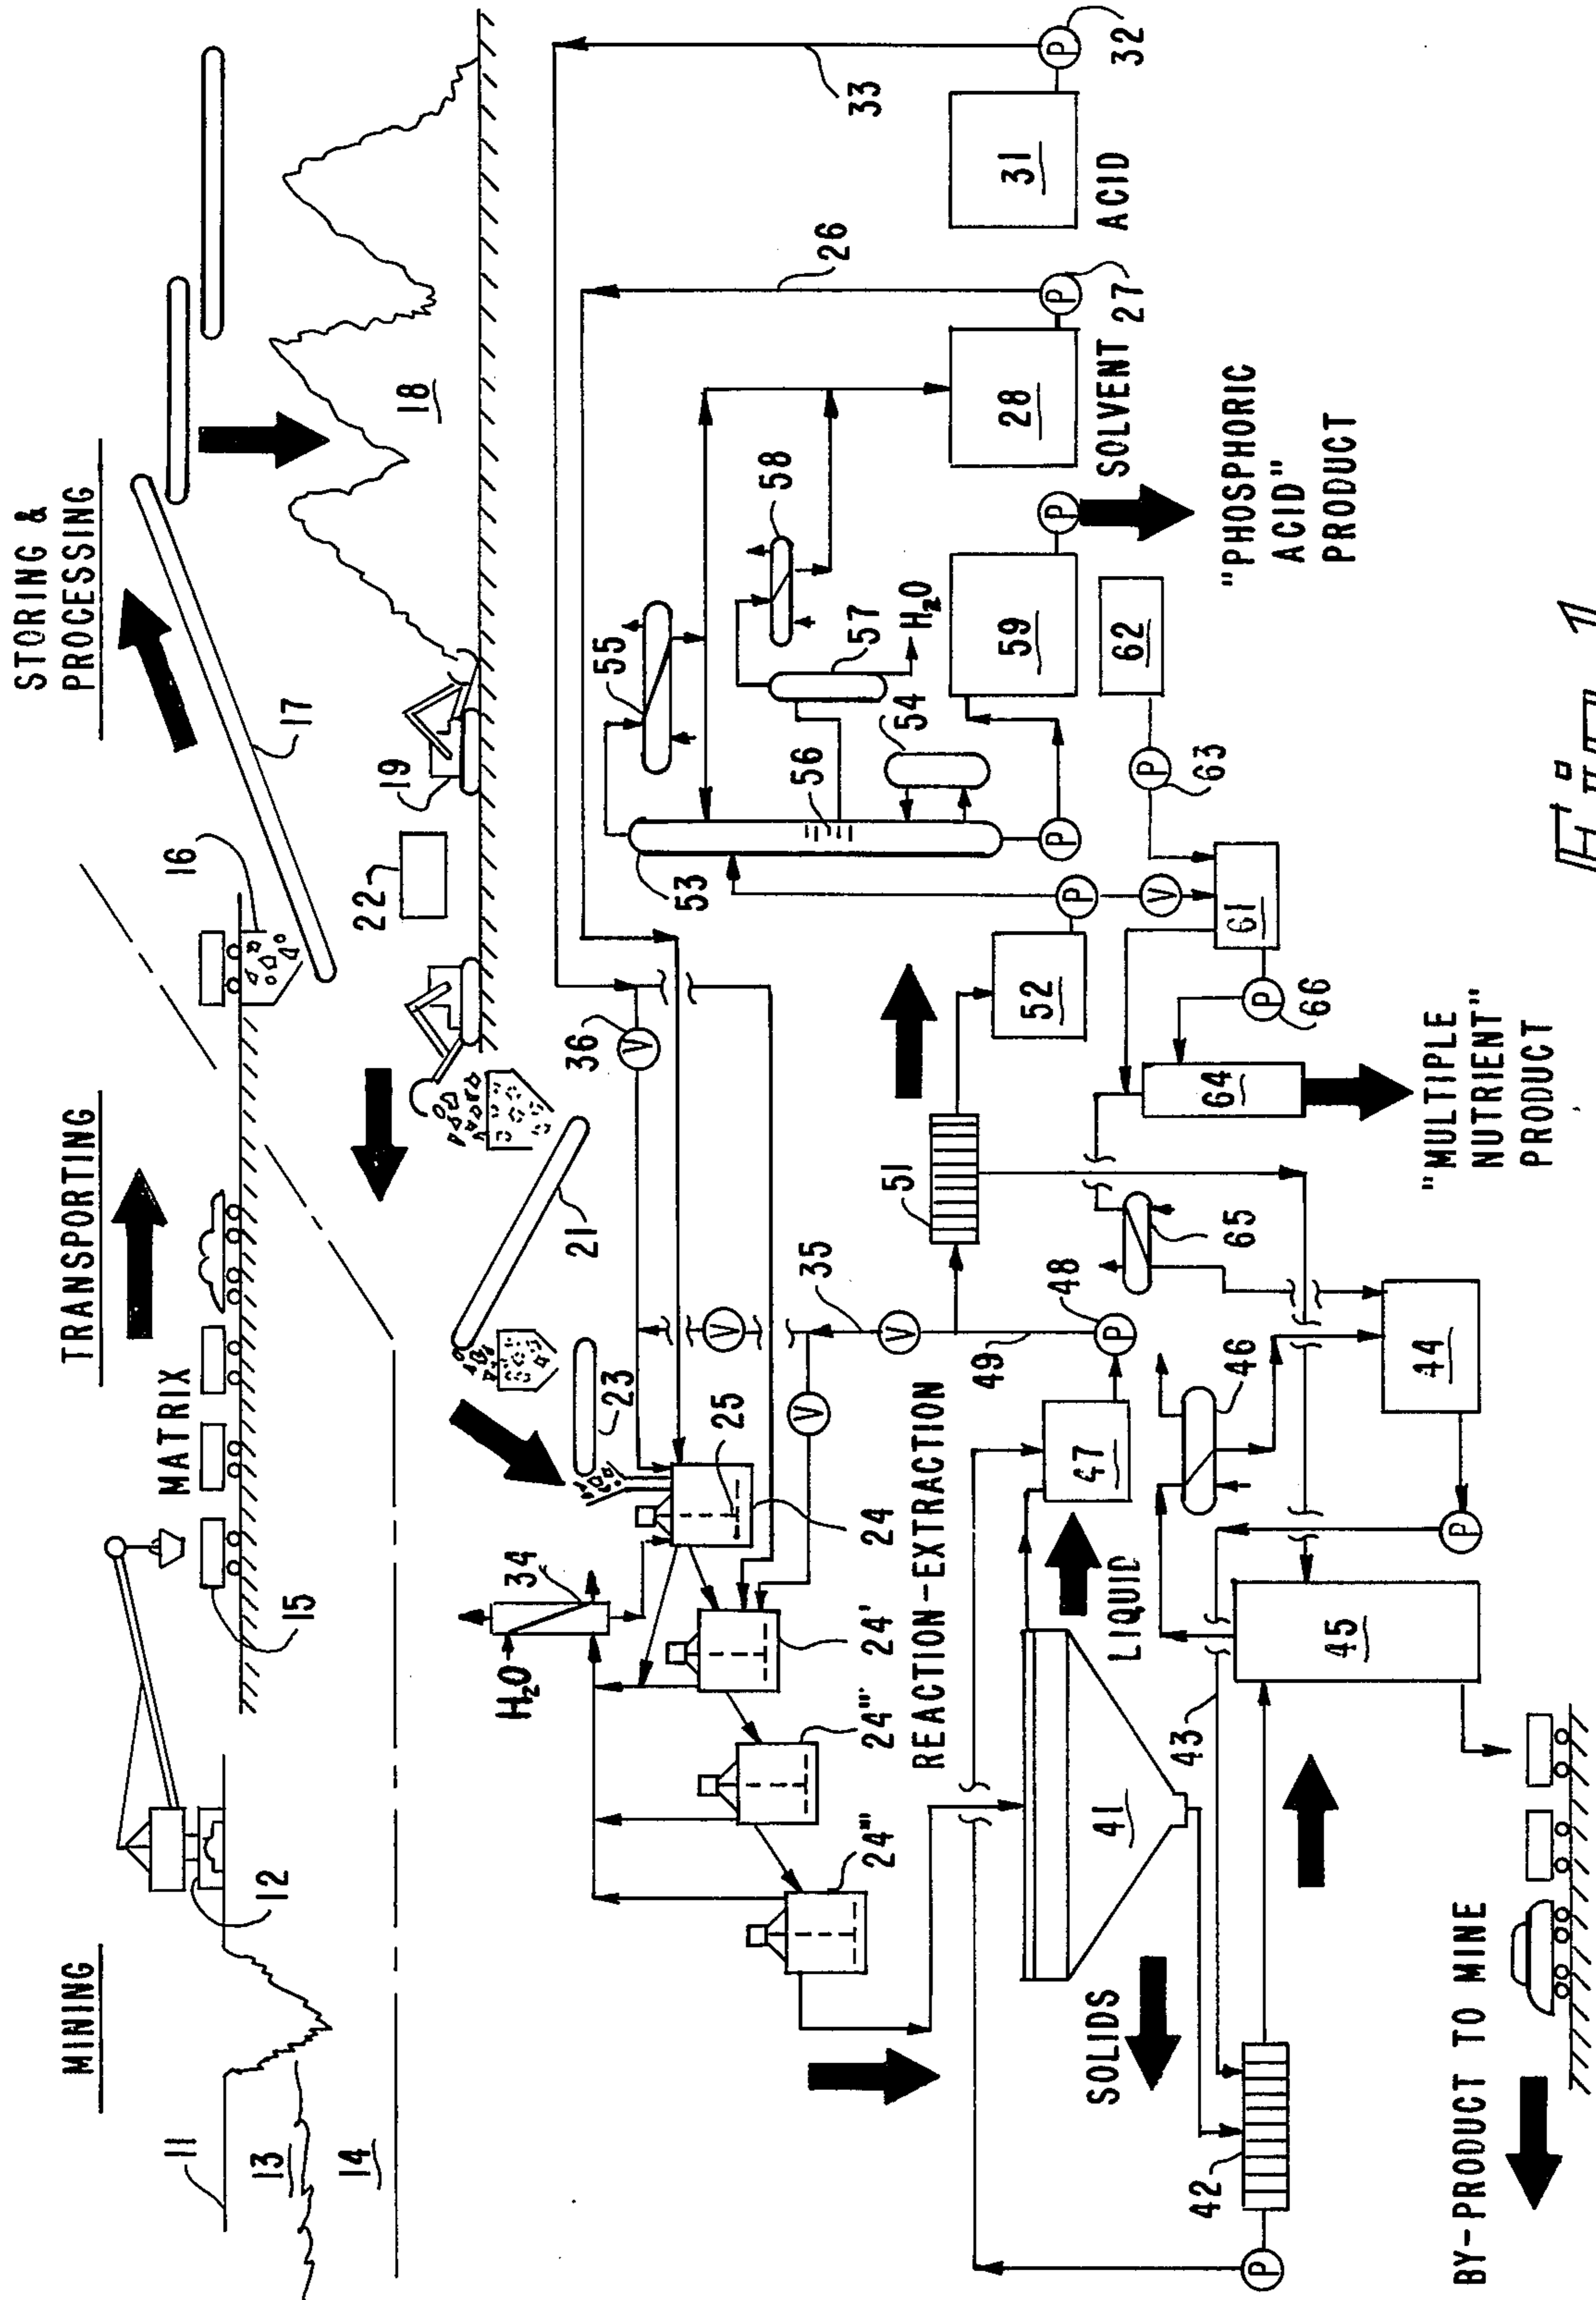 MINING
TRANSPORTING
STORING &
PROCESSING
MATRIX
11
12
13
14
15
16
17
18
19
21
22
23
H₂O
34
36
25
24
24'
24"
24"'
REACTION-EXTRACTION
35
33
26
55
58
56
57
54
H₂O
53
51
52
49
48
47
LIQUID
41
SOLIDS
42
43
45
46
44
65
64
66
61
63
62
59
28
31
SOLVENT
27
ACID
32
P
P
P
P
P
P
P
P
P
P
V
V
V
V
V
"PHOSPHORIC
ACID"
PRODUCT
"MULTIPLE
NUTRIENT"
PRODUCT
BY-PRODUCT TO MINE
Fig. 1